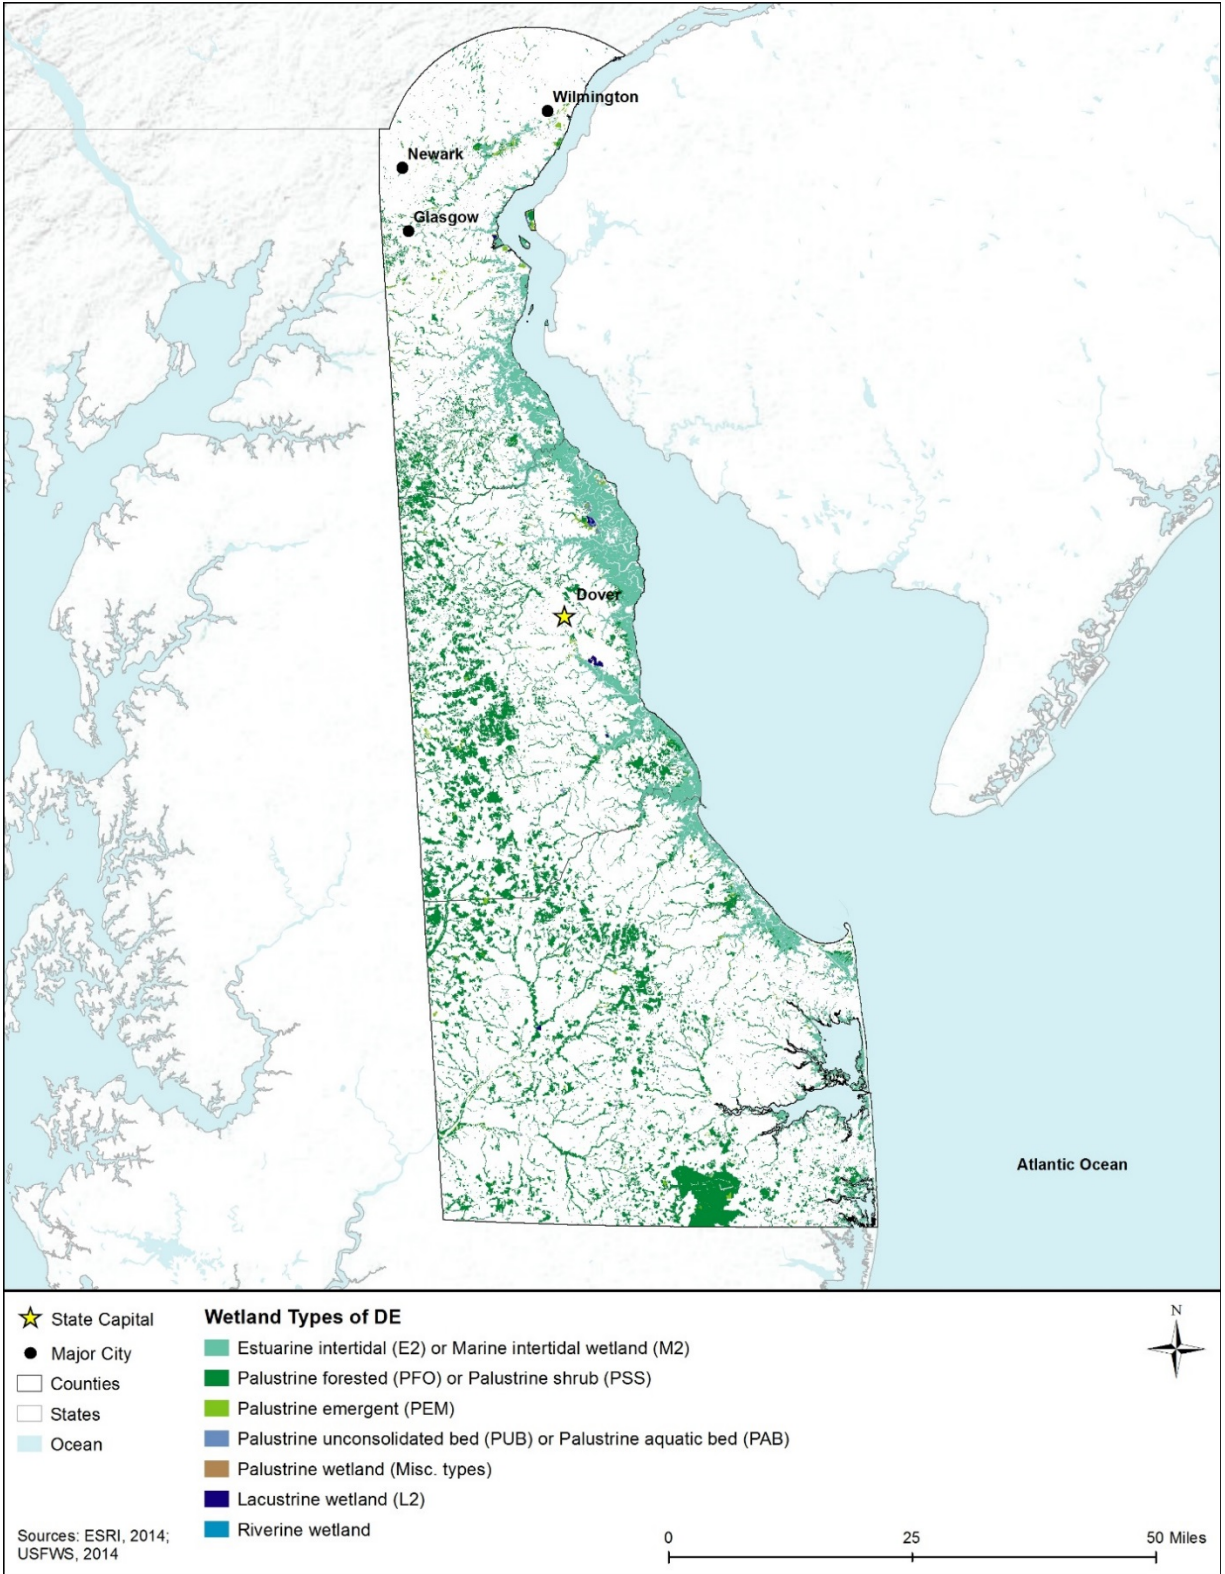 Wilmington
Newark
Glasgow
Dover
Atlantic Ocean
State Capital
Major City
Counties
States
Ocean
Sources: ESRI, 2014;
USFWS, 2014
Wetland Types of DE
Estuarine intertidal (E2) or Marine intertidal wetland (M2)
Palustrine forested (PFO) or Palustrine shrub (PSS)
Palustrine emergent (PEM)
Palustrine unconsolidated bed (PUB) or Palustrine aquatic bed (PAB)
Palustrine wetland (Misc. types)
Lacustrine wetland (L2)
Riverine wetland
N
0 25 50 Miles